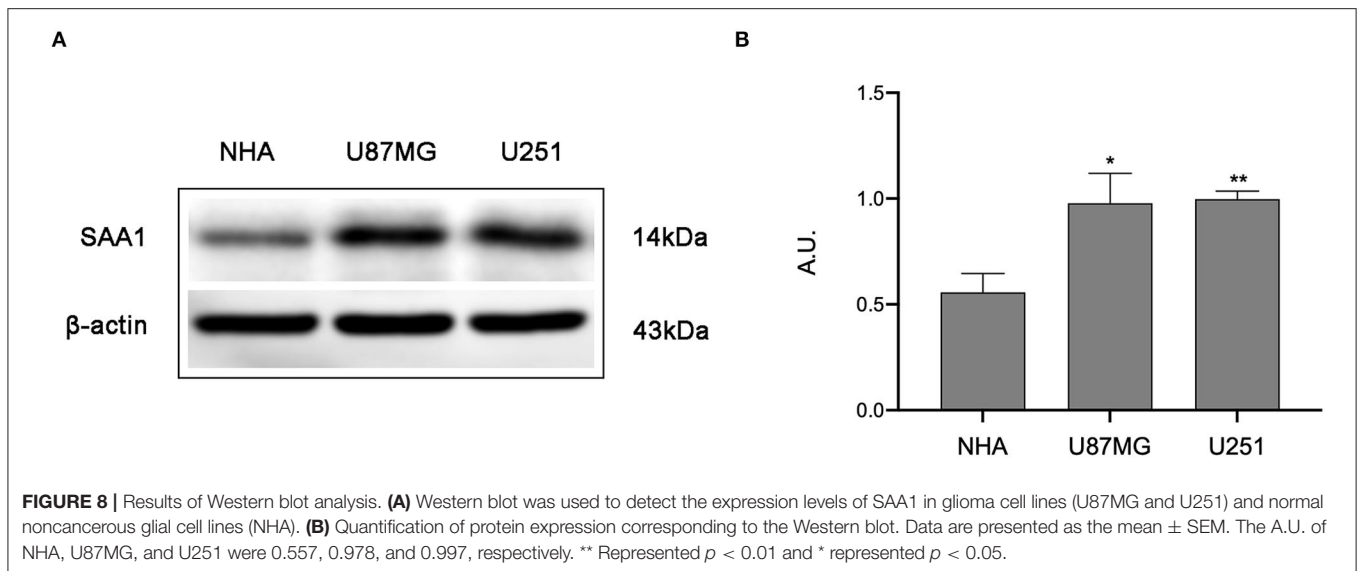 A
NHA U87MG U251
SAA1 14kDa
β-actin 43kDa
B
1.5
1.0
0.5
0.0
A.U.
* **
NHA U87MG U251
FIGURE 8 | Results of Western blot analysis. (A) Western blot was used to detect the expression levels of SAA1 in glioma cell lines (U87MG and U251) and normal
noncancerous glial cell lines (NHA). (B) Quantification of protein expression corresponding to the Western blot. Data are presented as the mean ± SEM. The A.U. of
NHA, U87MG, and U251 were 0.557, 0.978, and 0.997, respectively. ** Represented p < 0.01 and * represented p < 0.05.